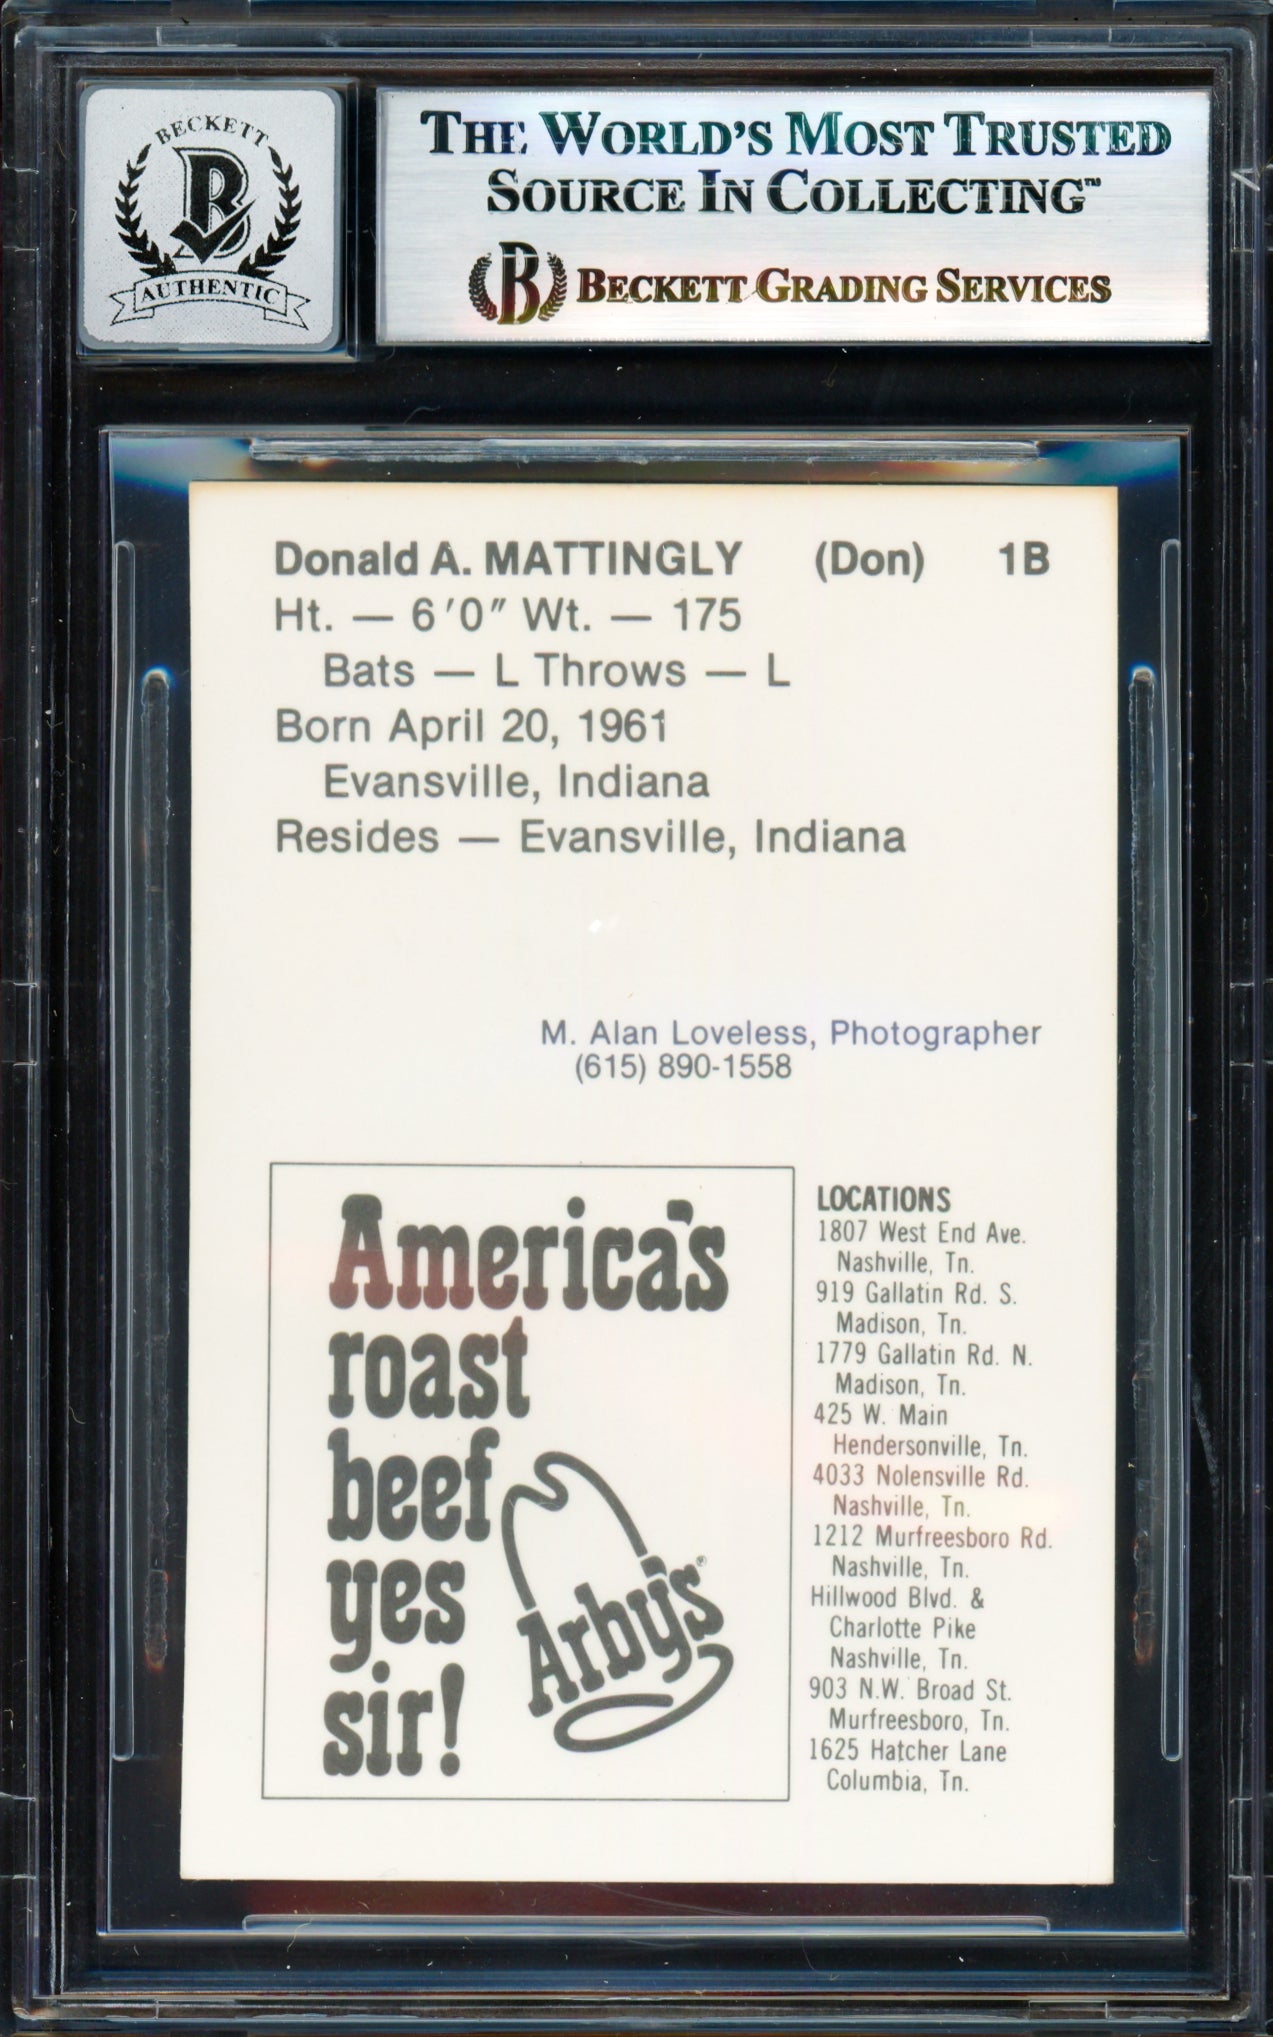 BECKETT
B
AUTHENTIC
THE WORLD'S MOST TRUSTED
SOURCE IN COLLECTING™
B BECKETT GRADING SERVICES
Donald A. MATTINGLY (Don) 1B
Ht. — 6'0" Wt. — 175
Bats — L Throws — L
Born April 20, 1961
Evansville, Indiana
Resides — Evansville, Indiana
M. Alan Loveless, Photographer
(615) 890-1558
America's
roast
beef
yes
sir!
Arby's®
LOCATIONS
1807 West End Ave.
Nashville, Tn.
919 Gallatin Rd. S.
Madison, Tn.
1779 Gallatin Rd. N.
Madison, Tn.
425 W. Main
Hendersonville, Tn.
4033 Nolensville Rd.
Nashville, Tn.
1212 Murfreesboro Rd.
Nashville, Tn.
Hillwood Blvd. &
Charlotte Pike
Nashville, Tn.
903 N.W. Broad St.
Murfreesboro, Tn.
1625 Hatcher Lane
Columbia, Tn.